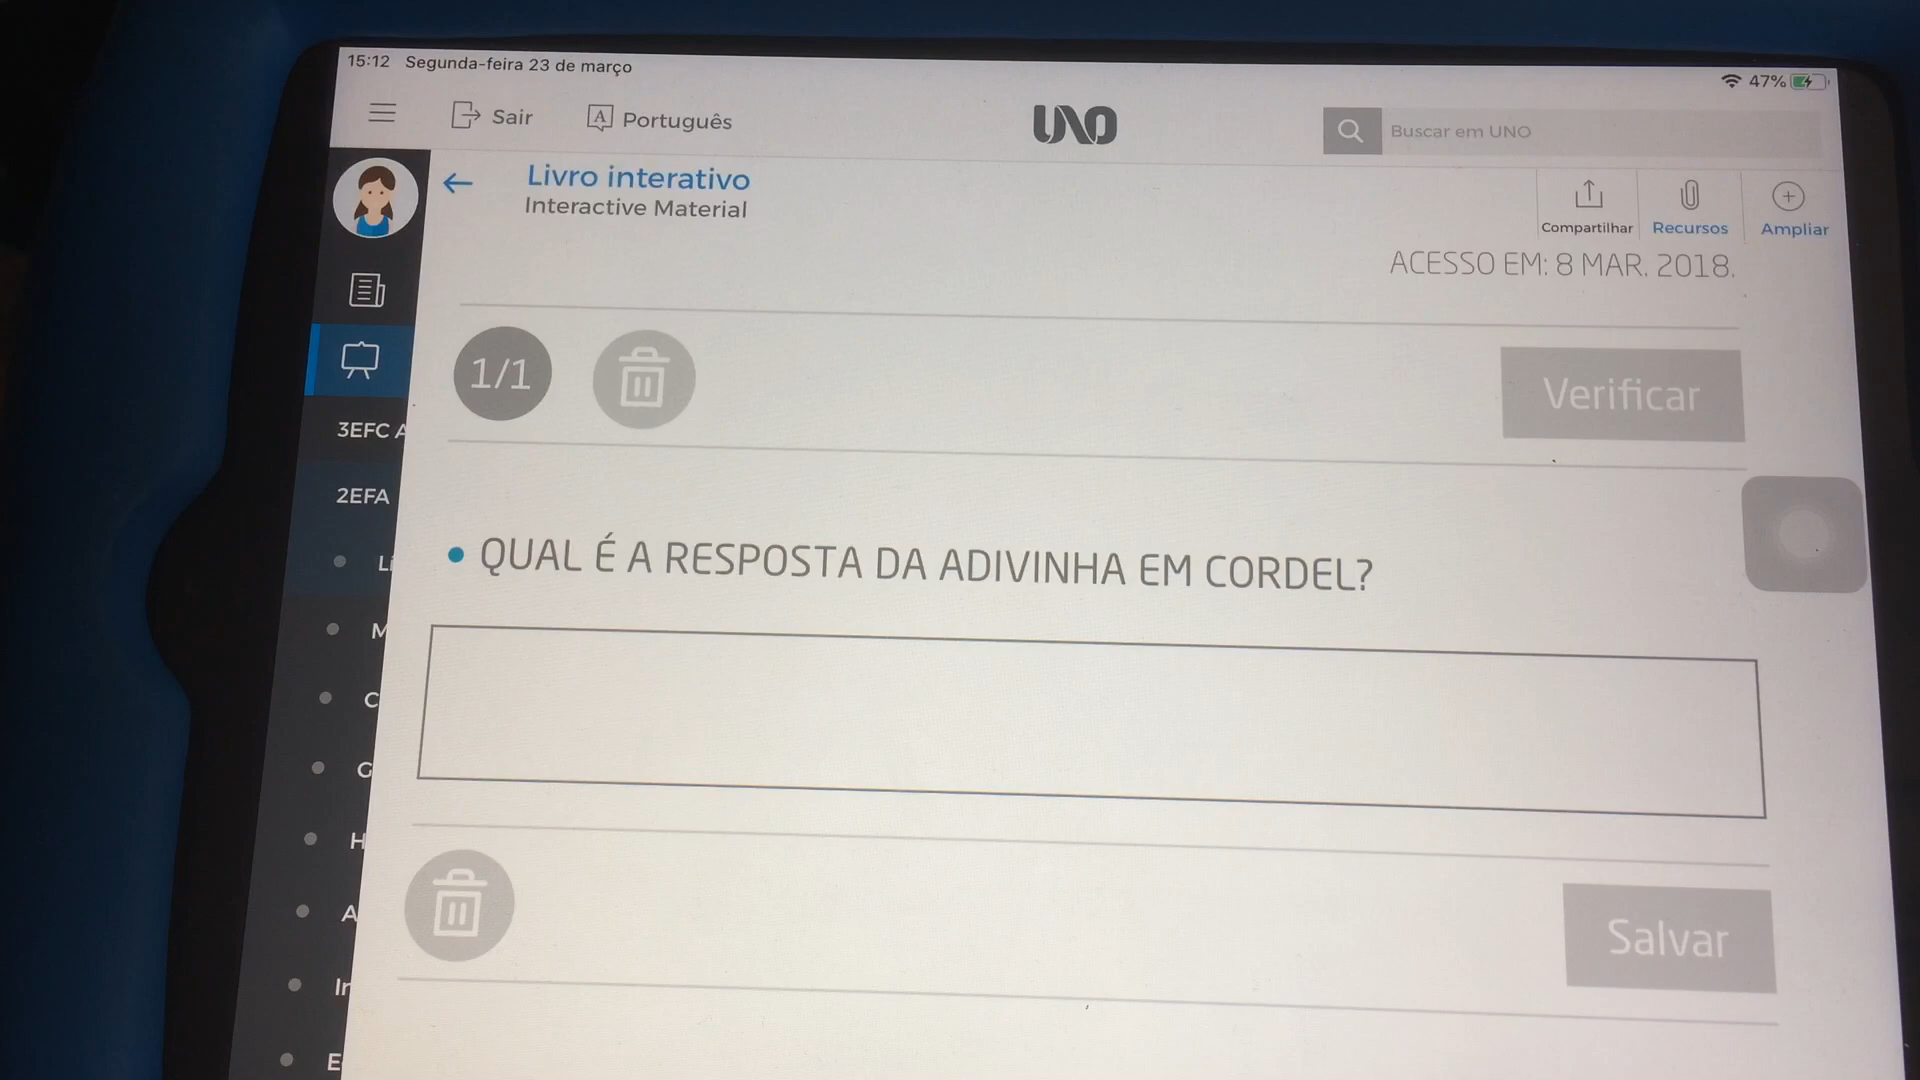 15:12 Segunda-feira 23 de março
47%
Sair
Português
UNO
Buscar em UNO
Livro interativo
Interactive Material
Compartilhar
Recursos
Ampliar
ACESSO EM: 8 MAR. 2018.
1/1
Verificar
3EFC A
2EFA
• QUAL É A RESPOSTA DA ADIVINHA EM CORDEL?
Lí
M
C
G
H
A
Salvar
In
E